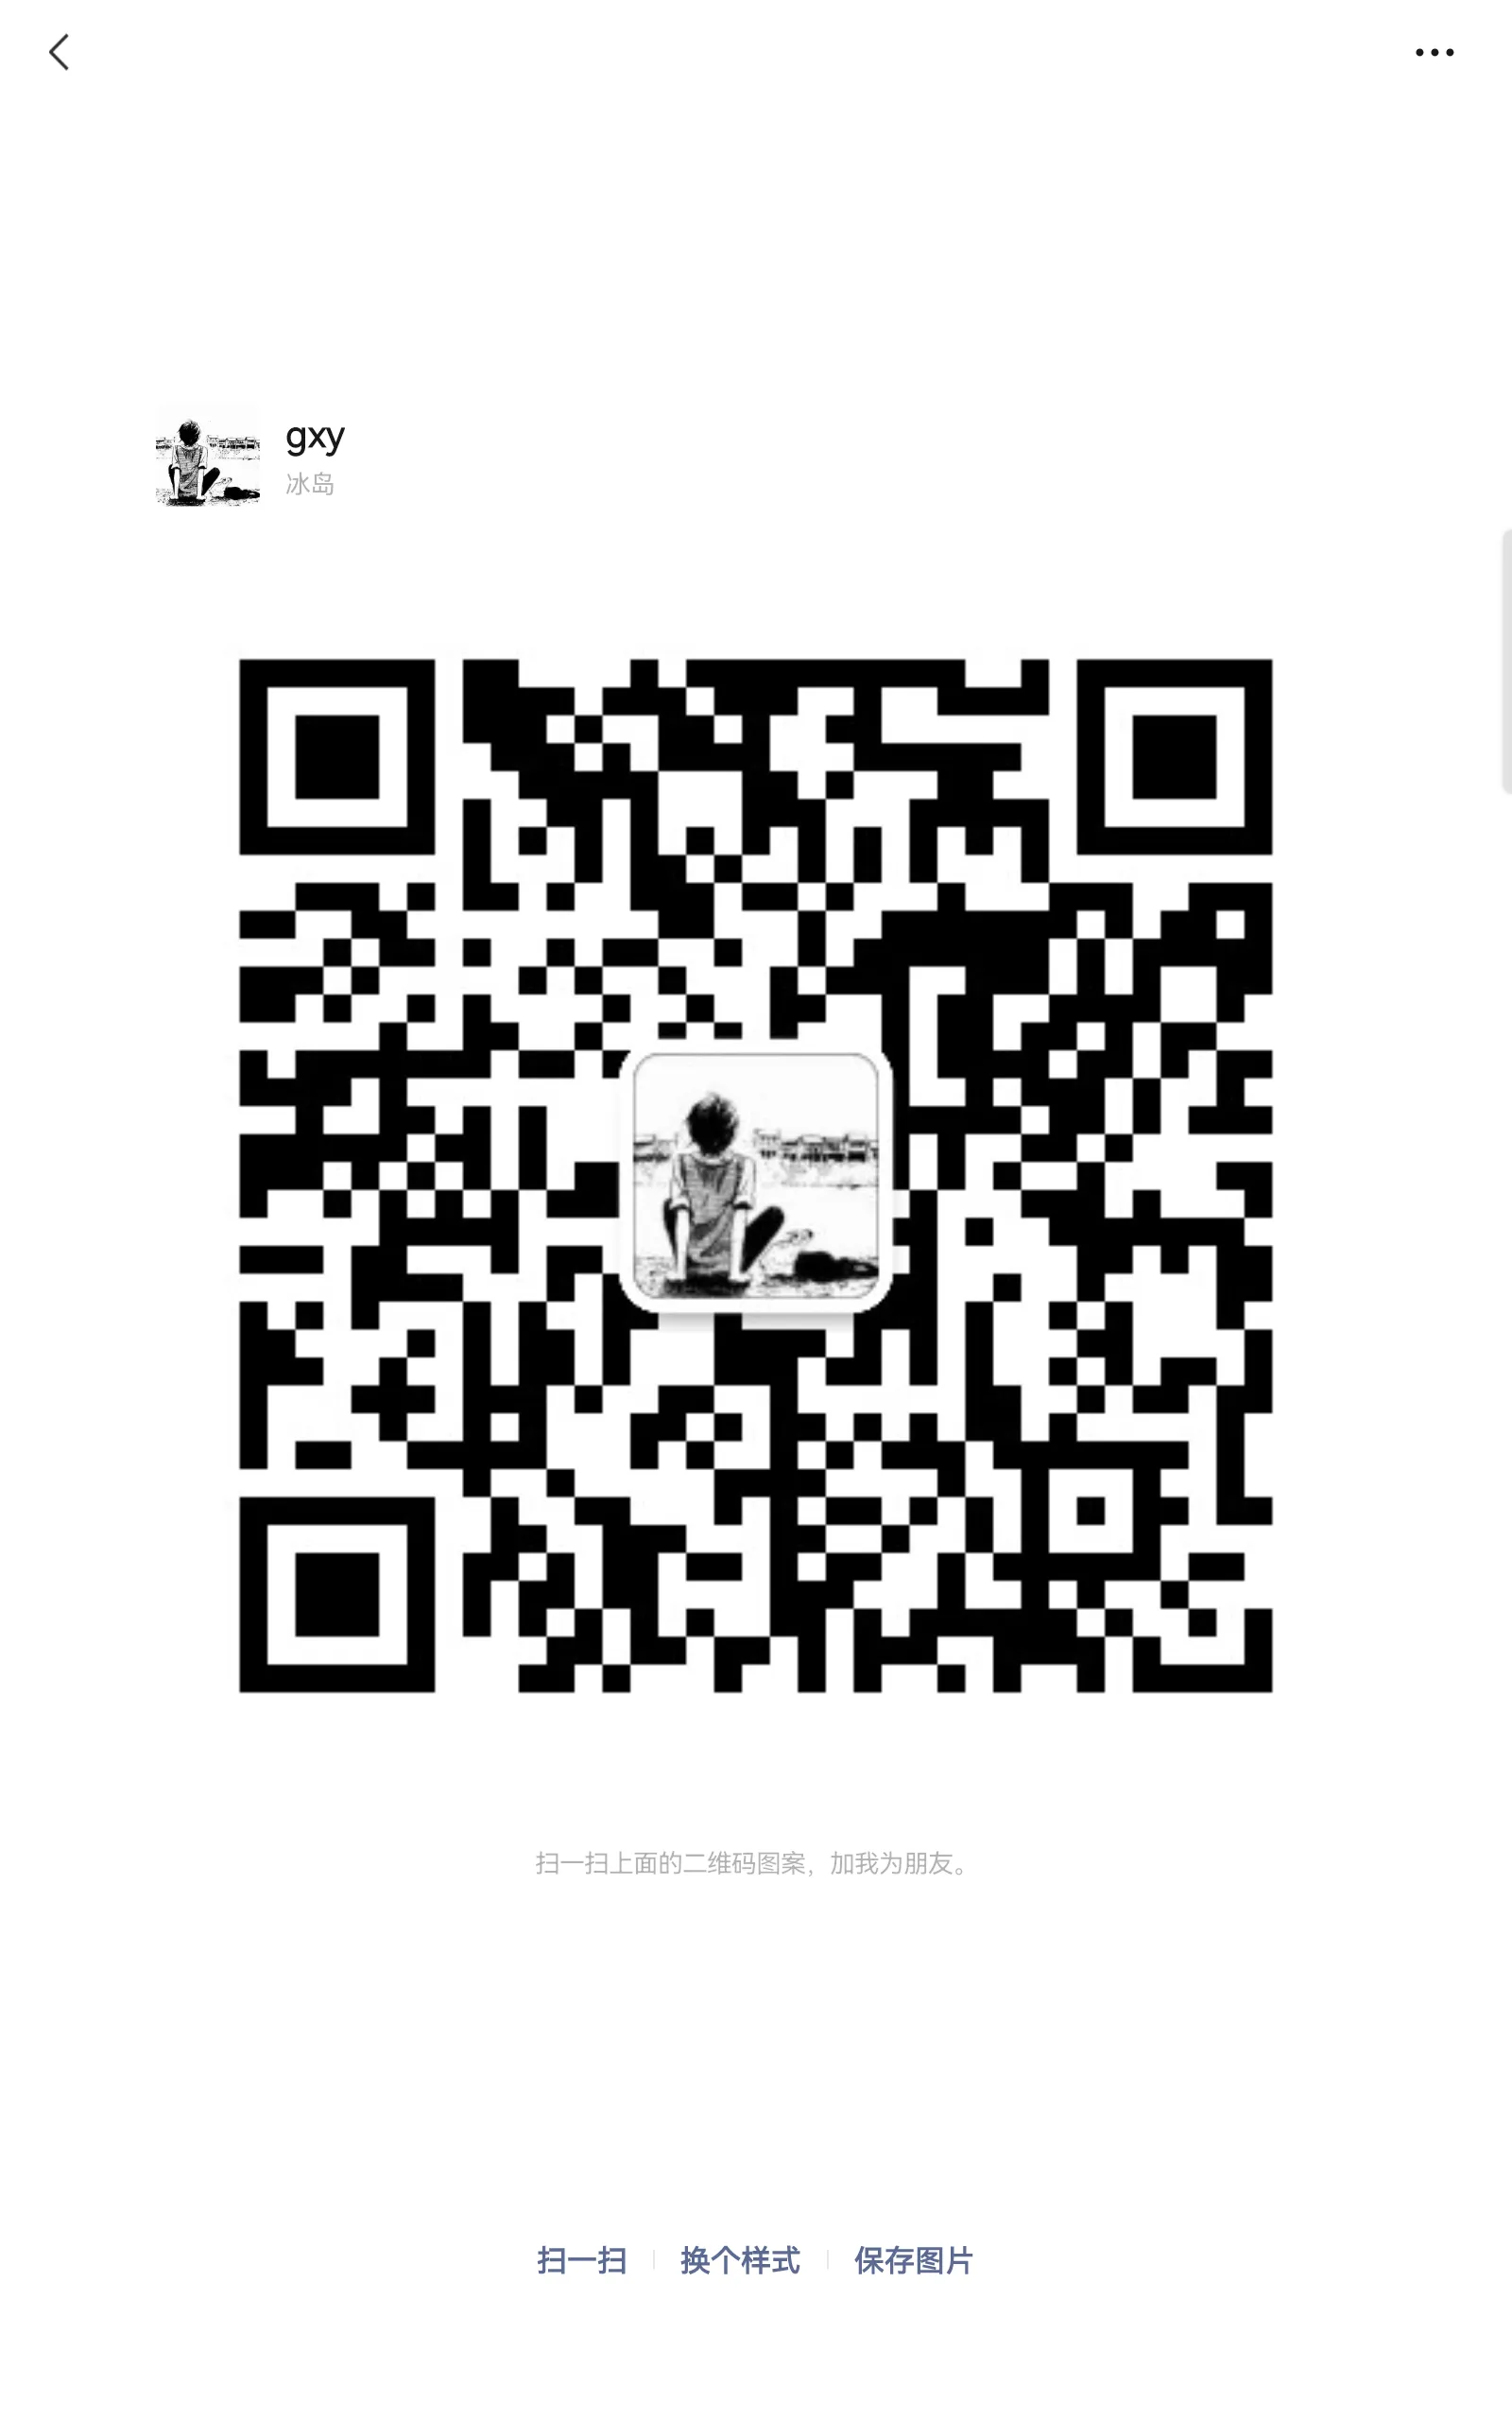 gxy
冰岛
扫一扫上面的二维码图案，加我为朋友。
扫一扫
换个样式
保存图片